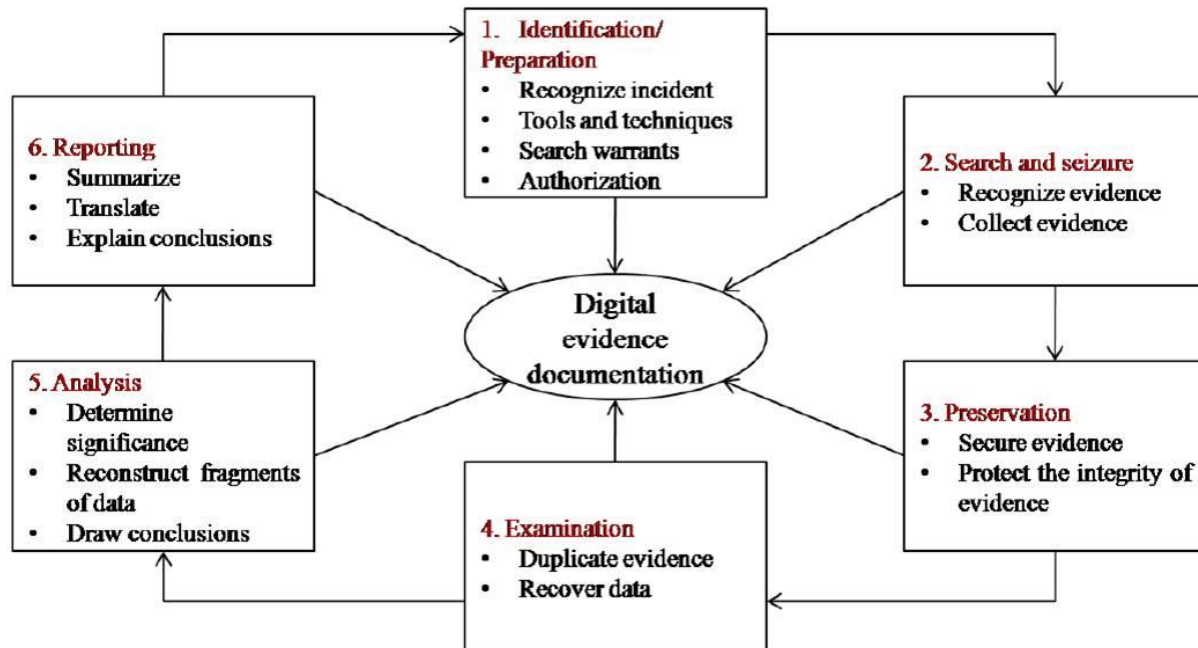 1. Identification/
Preparation
• Recognize incident
• Tools and techniques
• Search warrants
• Authorization
2. Search and seizure
• Recognize evidence
• Collect evidence
3. Preservation
• Secure evidence
• Protect the integrity of
evidence
4. Examination
• Duplicate evidence
• Recover data
5. Analysis
• Determine
significance
• Reconstruct fragments
of data
• Draw conclusions
6. Reporting
• Summarize
• Translate
• Explain conclusions
Digital
evidence
documentation